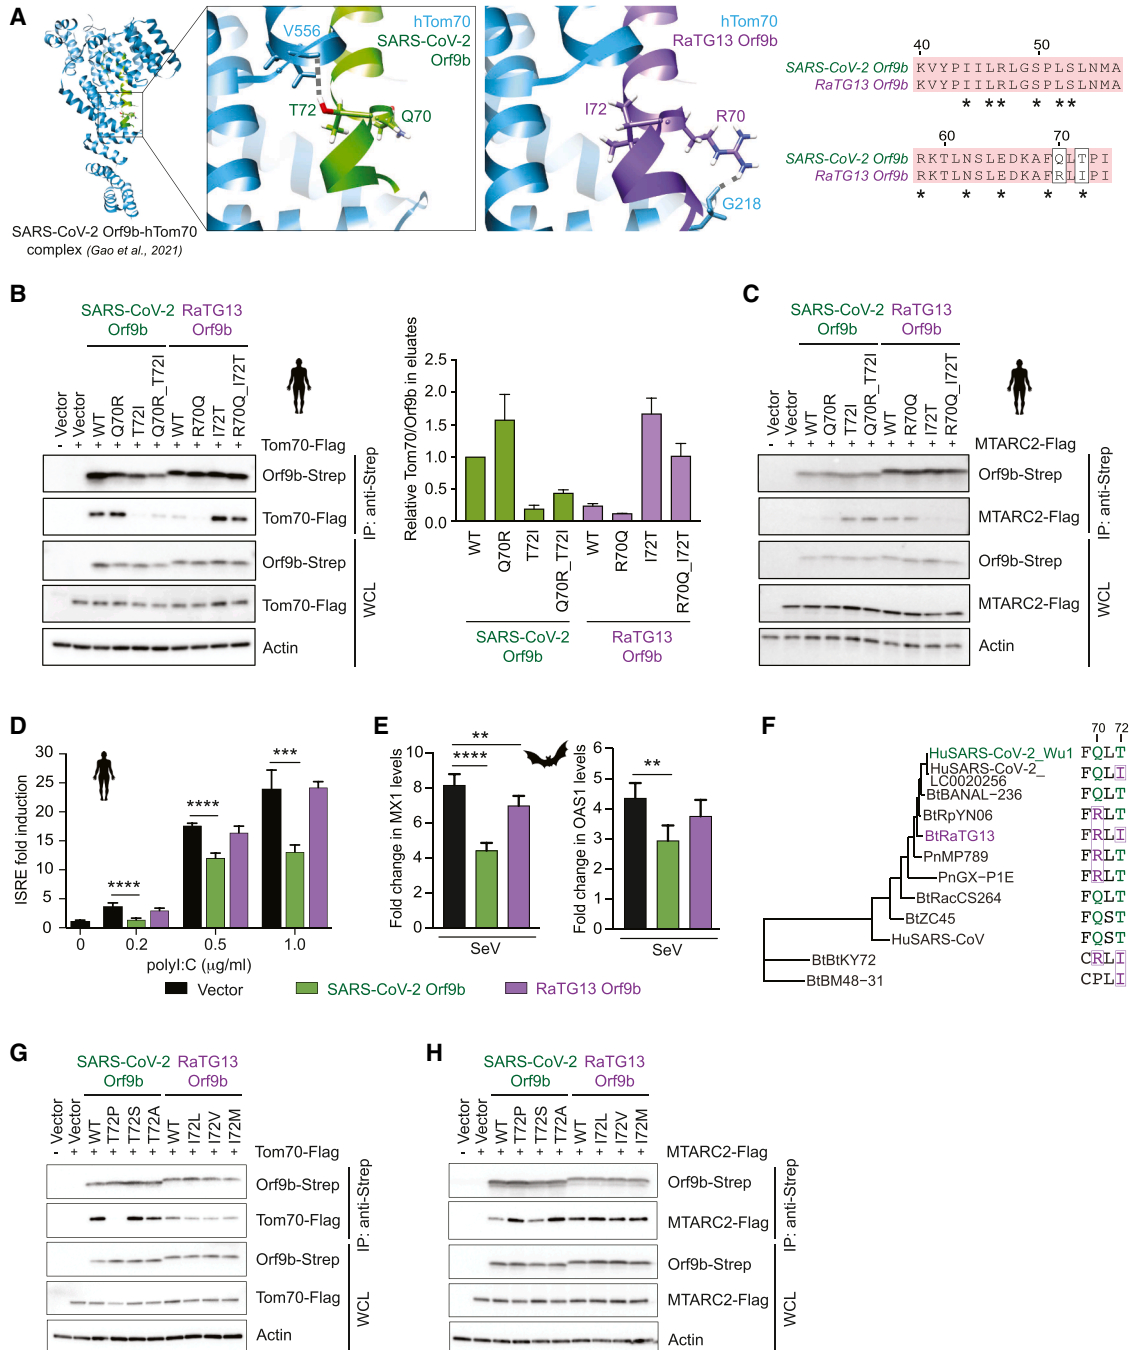 A
V556
hTom70
SARS-CoV-2
Orf9b
T72
Q70
hTom70
RaTG13 Orf9b
I72
R70
G218
SARS-CoV-2 Orf9b-hTom70
complex (Gao et al., 2021)
40 50
SARS-CoV-2 Orf9b KVYPIILRLGSPLSLNMA
RaTG13 Orf9b KVYPIILRLGSPLSLNMA
* ** * **
60 70
SARS-CoV-2 Orf9b RKTLNSLEDKAFQLTPI
RaTG13 Orf9b RKTLNSLEDKAFRLIPI
* * * * *
B
SARS-CoV-2 RaTG13
Orf9b Orf9b
Vector
Vector
WT
Q70R
T72I
Q70R_T72I
WT
R70Q
I72T
R70Q_I72T
- + + + + + + + + + Tom70-Flag
Orf9b-Strep
Tom70-Flag
IP: anti-Strep
Orf9b-Strep
Tom70-Flag
Actin
WCL
Relative Tom70/Orf9b in eluates
2.5
2.0
1.5
1.0
0.5
0.0
WT
Q70R
T72I
Q70R_T72I
WT
R70Q
I72T
R70Q_I72T
SARS-CoV-2 RaTG13
Orf9b Orf9b
C
SARS-CoV-2 RaTG13
Orf9b Orf9b
Vector
Vector
WT
Q70R
T72I
Q70R_T72I
WT
R70Q
I72T
R70Q_I72T
- + + + + + + + + + MTARC2-Flag
Orf9b-Strep
MTARC2-Flag
IP: anti-Strep
Orf9b-Strep
MTARC2-Flag
Actin
WCL
D
ISRE fold induction
30
25
20
15
10
5
0
****
****
***
0 0.2 0.5 1.0
polyI:C (µg/ml)
E
Fold change in MX1 levels
10
8
6
4
2
0
**
****
SeV
Fold change in OAS1 levels
6
5
4
3
2
1
0
**
SeV
Vector SARS-CoV-2 Orf9b RaTG13 Orf9b
F
70 72
HuSARS-CoV-2_Wu1 FQLT
HuSARS-CoV-2_
LC0020256 FQLI
BtBANAL-236 FQLT
BtRpYN06 FRLT
BtRaTG13 FRLI
PnMP789 FRLT
PnGX-P1E FRLT
BtRacCS264 FQLT
BtZC45 FQST
HuSARS-CoV FQST
BtBtKY72 CRLI
BtBM48-31 CPLI
G
SARS-CoV-2 RaTG13
Orf9b Orf9b
Vector
Vector
WT
T72P
T72S
T72A
WT
I72L
I72V
I72M
- + + + + + + + + + Tom70-Flag
Orf9b-Strep
Tom70-Flag
IP: anti-Strep
Orf9b-Strep
Tom70-Flag
Actin
WCL
H
SARS-CoV-2 RaTG13
Orf9b Orf9b
Vector
Vector
WT
T72P
T72S
T72A
WT
I72L
I72V
I72M
- + + + + + + + + + MTARC2-Flag
Orf9b-Strep
MTARC2-Flag
IP: anti-Strep
Orf9b-Strep
MTARC2-Flag
Actin
WCL